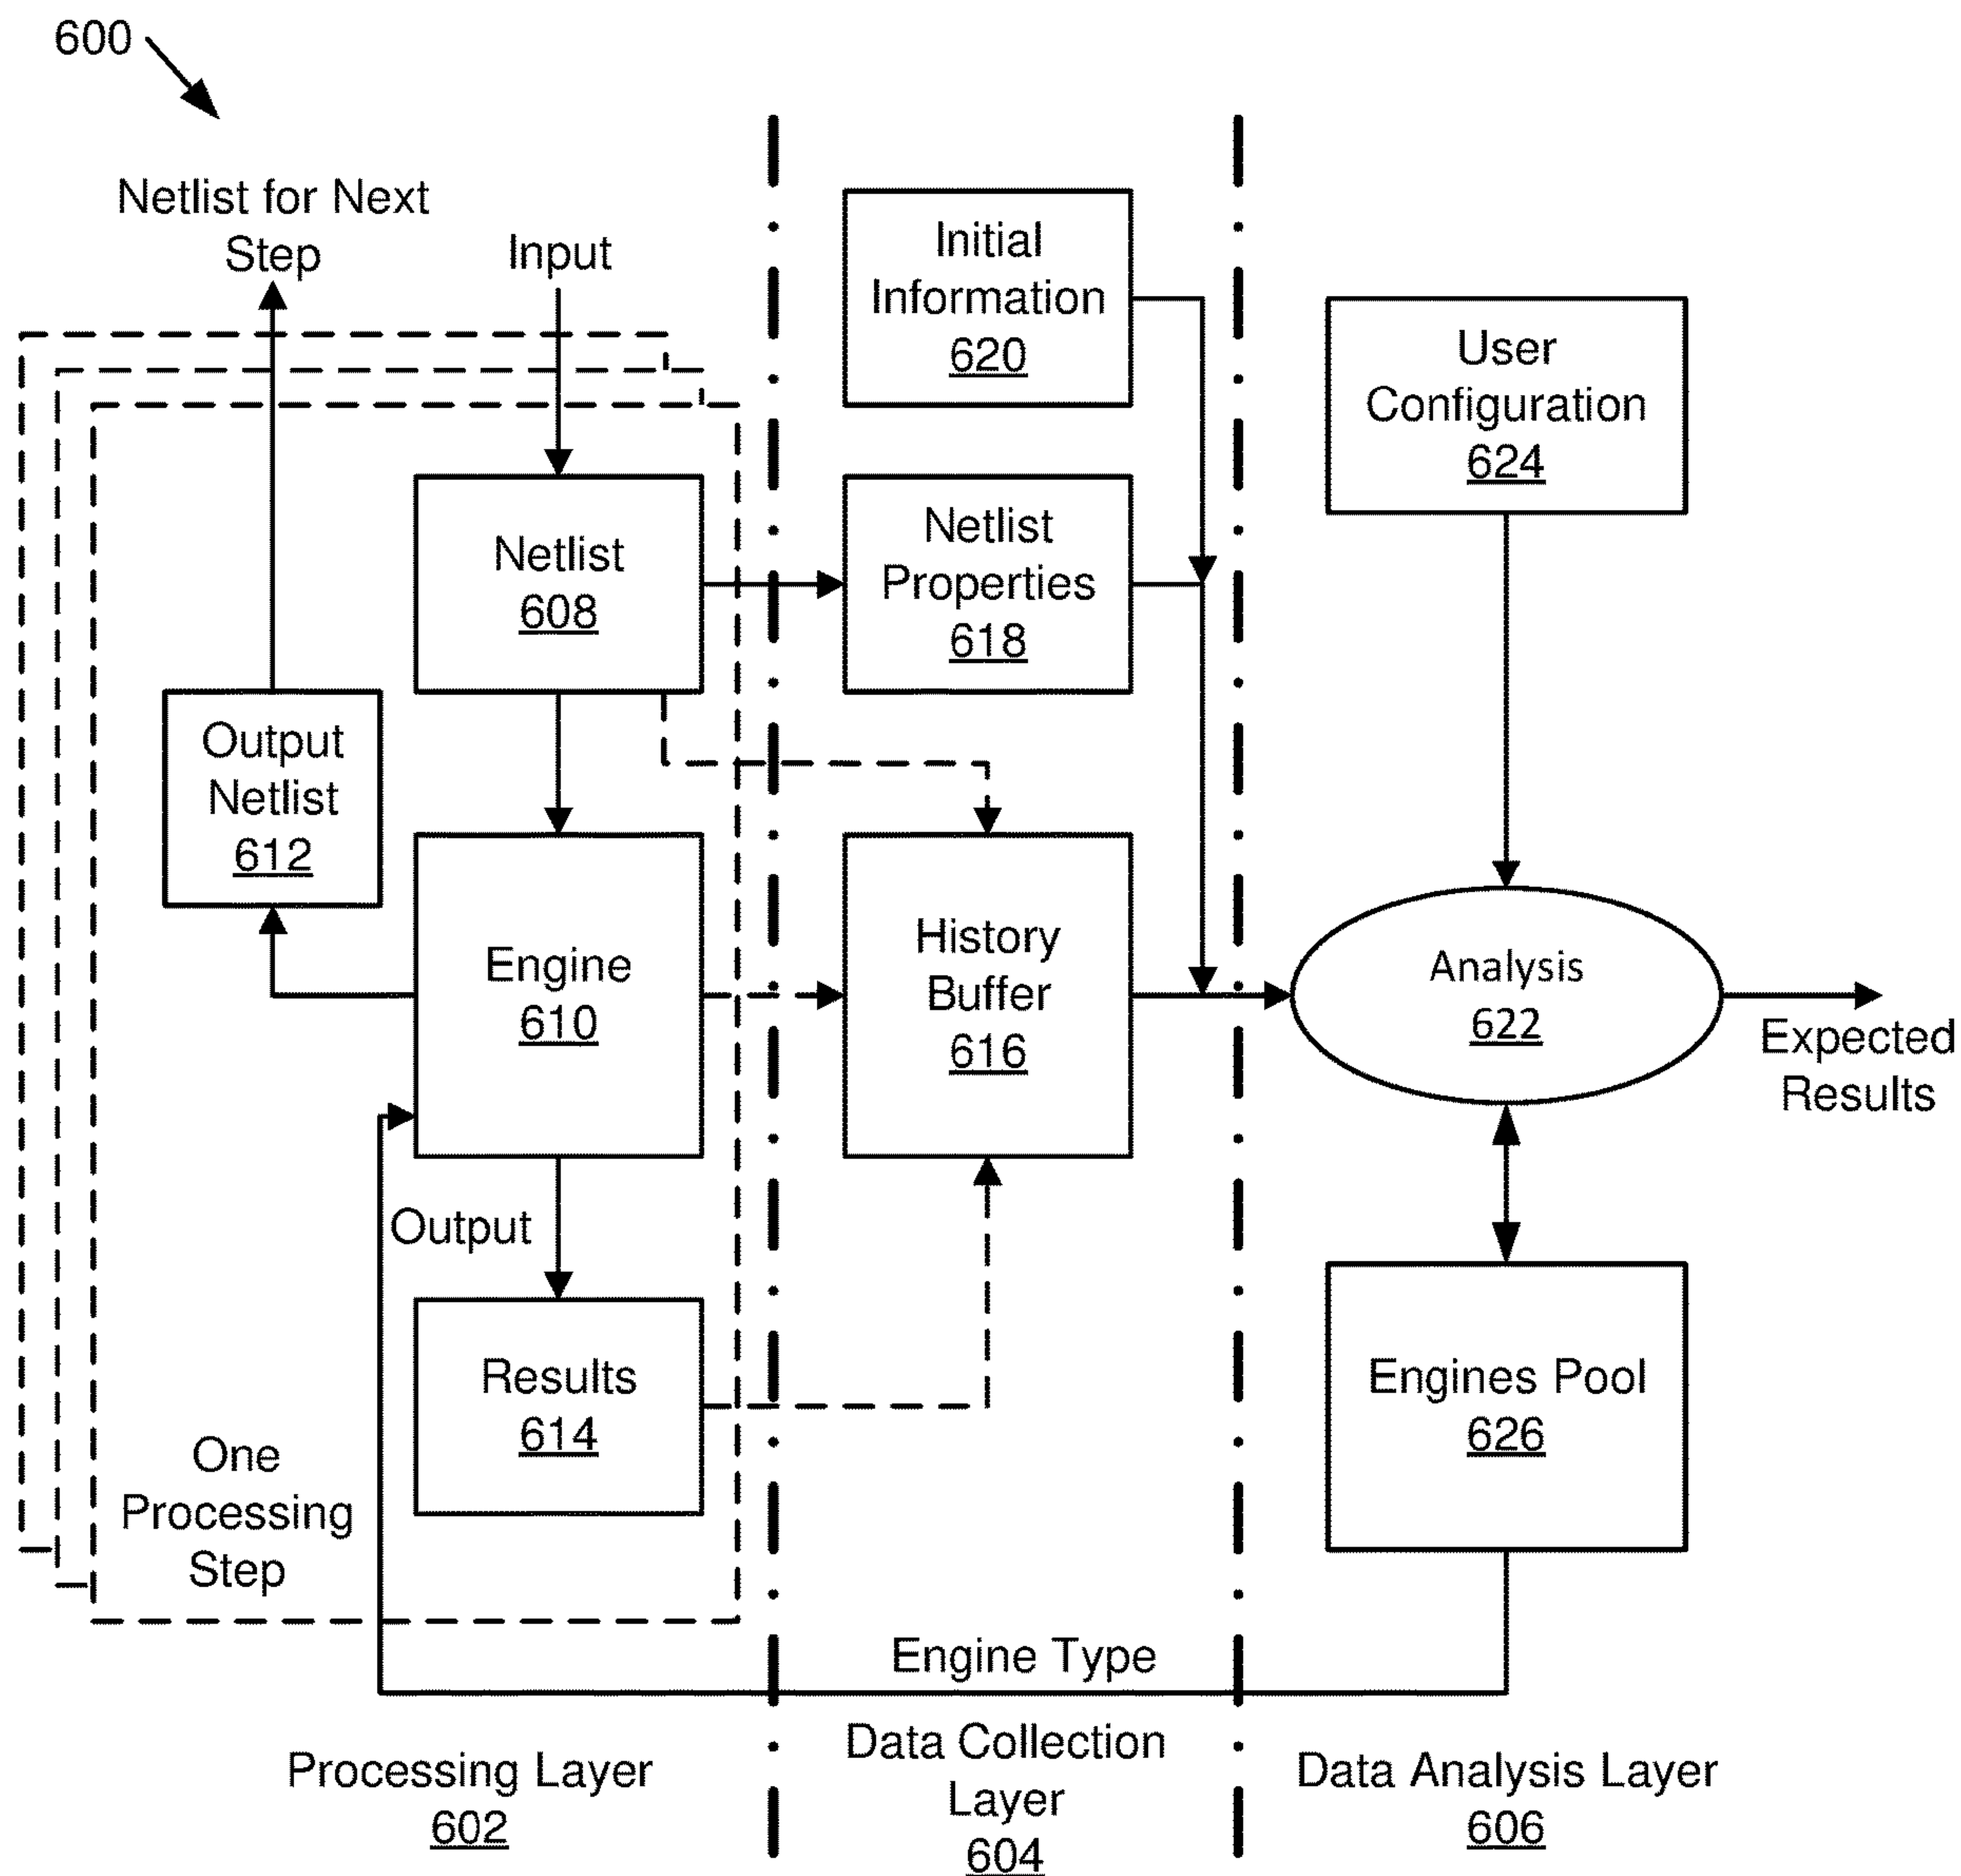 600
Netlist for Next
Step
Input
Initial
Information
620
User
Configuration
624
Netlist
608
Netlist
Properties
618
Output
Netlist
612
Engine
610
History
Buffer
616
Analysis
622
Expected
Results
Output
Results
614
Engines Pool
626
One
Processing
Step
Engine Type
Processing Layer
602
Data Collection
Layer
604
Data Analysis Layer
606